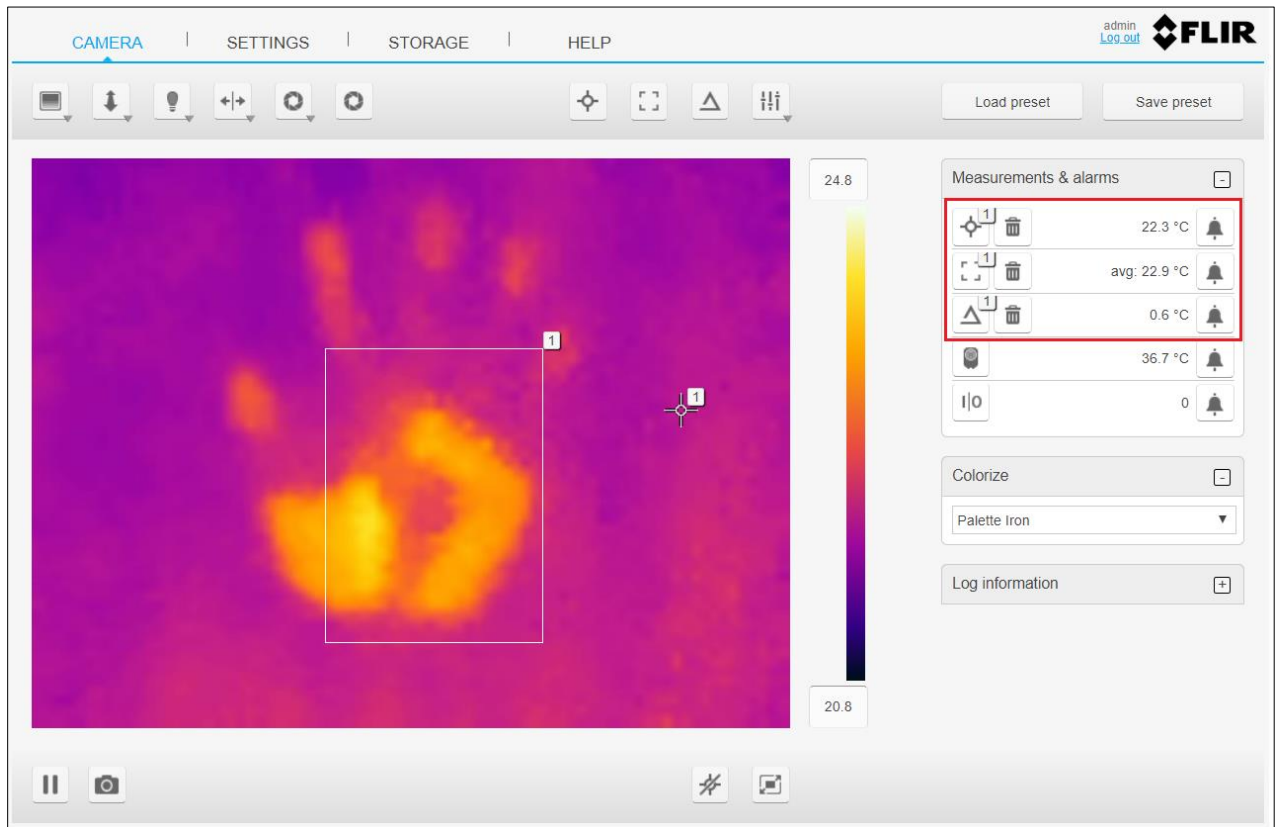 CAMERA | SETTINGS | STORAGE | HELP
admin
Log out
FLIR
Load preset
Save preset
24.8
20.8
1
1
Measurements & alarms
1 22.3 °C
1 avg: 22.9 °C
1 0.6 °C
36.7 °C
I|O 0
Colorize
Palette Iron
Log information